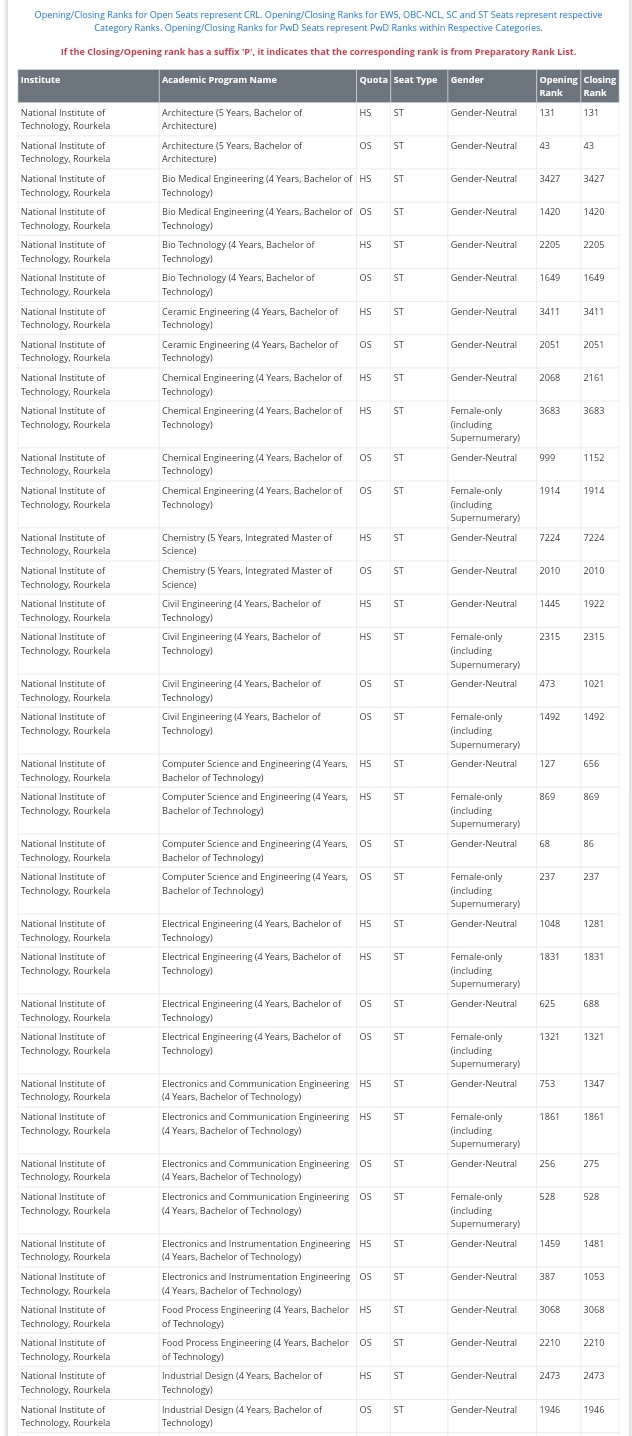 Opening/Closing Ranks for Open Seats represent CRL. Opening/Closing Ranks for EWS, OBC-NCL, SC and ST Seats represent respective
Category Ranks. Opening/Closing Ranks for PwD Seats represent PwD Ranks within Respective Categories.
If the Closing/Opening rank has a suffix 'P', it indicates that the corresponding rank is from Preparatory Rank List.
Institute Academic Program Name Quota Seat Type Gender Opening Closing
Rank Rank
National Institute of Architecture (5 Years, Bachelor of HS ST Gender-Neutral 131 131
Technology, Rourkela Architecture)
National Institute of Architecture (5 Years, Bachelor of OS ST Gender-Neutral 43 43
Technology, Rourkela Architecture)
National Institute of Bio Medical Engineering (4 Years, Bachelor of HS ST Gender-Neutral 3427 3427
Technology, Rourkela Technology)
National Institute of Bio Medical Engineering (4 Years, Bachelor of OS ST Gender-Neutral 1420 1420
Technology, Rourkela Technology)
National Institute of Bio Technology (4 Years, Bachelor of HS ST Gender-Neutral 2205 2205
Technology, Rourkela Technology)
National Institute of Bio Technology (4 Years, Bachelor of OS ST Gender-Neutral 1649 1649
Technology, Rourkela Technology)
National Institute of Ceramic Engineering (4 Years, Bachelor of HS ST Gender-Neutral 3411 3411
Technology, Rourkela Technology)
National Institute of Ceramic Engineering (4 Years, Bachelor of OS ST Gender-Neutral 2051 2051
Technology, Rourkela Technology)
National Institute of Chemical Engineering (4 Years, Bachelor of HS ST Gender-Neutral 2068 2161
Technology, Rourkela Technology)
National Institute of Chemical Engineering (4 Years, Bachelor of HS ST Female-only 3683 3683
Technology, Rourkela Technology) (including
Supernumerary)
National Institute of Chemical Engineering (4 Years, Bachelor of OS ST Gender-Neutral 999 1152
Technology, Rourkela Technology)
National Institute of Chemical Engineering (4 Years, Bachelor of OS ST Female-only 1914 1914
Technology, Rourkela Technology) (including
Supernumerary)
National Institute of Chemistry (5 Years, Integrated Master of HS ST Gender-Neutral 7224 7224
Technology, Rourkela Science)
National Institute of Chemistry (5 Years, Integrated Master of OS ST Gender-Neutral 2010 2010
Technology, Rourkela Science)
National Institute of Civil Engineering (4 Years, Bachelor of HS ST Gender-Neutral 1445 1922
Technology, Rourkela Technology)
National Institute of Civil Engineering (4 Years, Bachelor of HS ST Female-only 2315 2315
Technology, Rourkela Technology) (including
Supernumerary)
National Institute of Civil Engineering (4 Years, Bachelor of OS ST Gender-Neutral 473 1021
Technology, Rourkela Technology)
National Institute of Civil Engineering (4 Years, Bachelor of OS ST Female-only 1492 1492
Technology, Rourkela Technology) (including
Supernumerary)
National Institute of Computer Science and Engineering (4 Years, HS ST Gender-Neutral 127 656
Technology, Rourkela Bachelor of Technology)
National Institute of Computer Science and Engineering (4 Years, HS ST Female-only 869 869
Technology, Rourkela Bachelor of Technology) (including
Supernumerary)
National Institute of Computer Science and Engineering (4 Years, OS ST Gender-Neutral 68 86
Technology, Rourkela Bachelor of Technology)
National Institute of Computer Science and Engineering (4 Years, OS ST Female-only 237 237
Technology, Rourkela Bachelor of Technology) (including
Supernumerary)
National Institute of Electrical Engineering (4 Years, Bachelor of HS ST Gender-Neutral 1048 1281
Technology, Rourkela Technology)
National Institute of Electrical Engineering (4 Years, Bachelor of HS ST Female-only 1831 1831
Technology, Rourkela Technology) (including
Supernumerary)
National Institute of Electrical Engineering (4 Years, Bachelor of OS ST Gender-Neutral 625 688
Technology, Rourkela Technology)
National Institute of Electrical Engineering (4 Years, Bachelor of OS ST Female-only 1321 1321
Technology, Rourkela Technology) (including
Supernumerary)
National Institute of Electronics and Communication Engineering HS ST Gender-Neutral 753 1347
Technology, Rourkela (4 Years, Bachelor of Technology)
National Institute of Electronics and Communication Engineering HS ST Female-only 1861 1861
Technology, Rourkela (4 Years, Bachelor of Technology) (including
Supernumerary)
National Institute of Electronics and Communication Engineering OS ST Gender-Neutral 256 275
Technology, Rourkela (4 Years, Bachelor of Technology)
National Institute of Electronics and Communication Engineering OS ST Female-only 528 528
Technology, Rourkela (4 Years, Bachelor of Technology) (including
Supernumerary)
National Institute of Electronics and Instrumentation Engineering HS ST Gender-Neutral 1459 1481
Technology, Rourkela (4 Years, Bachelor of Technology)
National Institute of Electronics and Instrumentation Engineering OS ST Gender-Neutral 387 1053
Technology, Rourkela (4 Years, Bachelor of Technology)
National Institute of Food Process Engineering (4 Years, Bachelor HS ST Gender-Neutral 3068 3068
Technology, Rourkela of Technology)
National Institute of Food Process Engineering (4 Years, Bachelor OS ST Gender-Neutral 2210 2210
Technology, Rourkela of Technology)
National Institute of Industrial Design (4 Years, Bachelor of HS ST Gender-Neutral 2473 2473
Technology, Rourkela Technology)
National Institute of Industrial Design (4 Years, Bachelor of OS ST Gender-Neutral 1946 1946
Technology, Rourkela Technology)